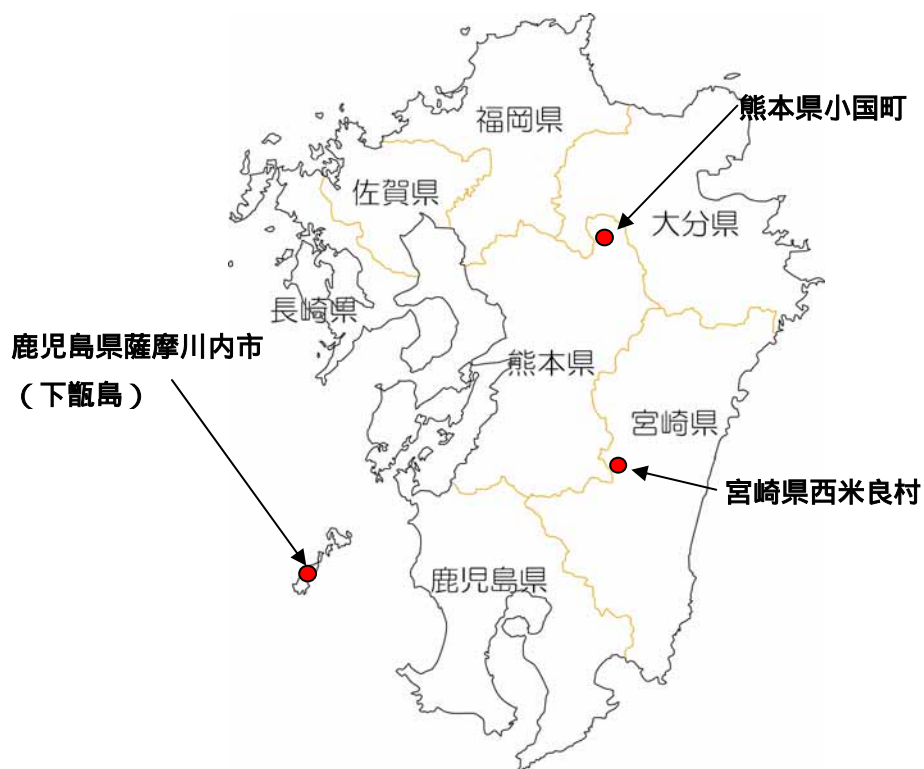 熊本県小国町
福岡県
佐賀県
大分県
長崎県
鹿児島県薩摩川内市
（下甑島）
熊本県
宮崎県
宮崎県西米良村
鹿児島県